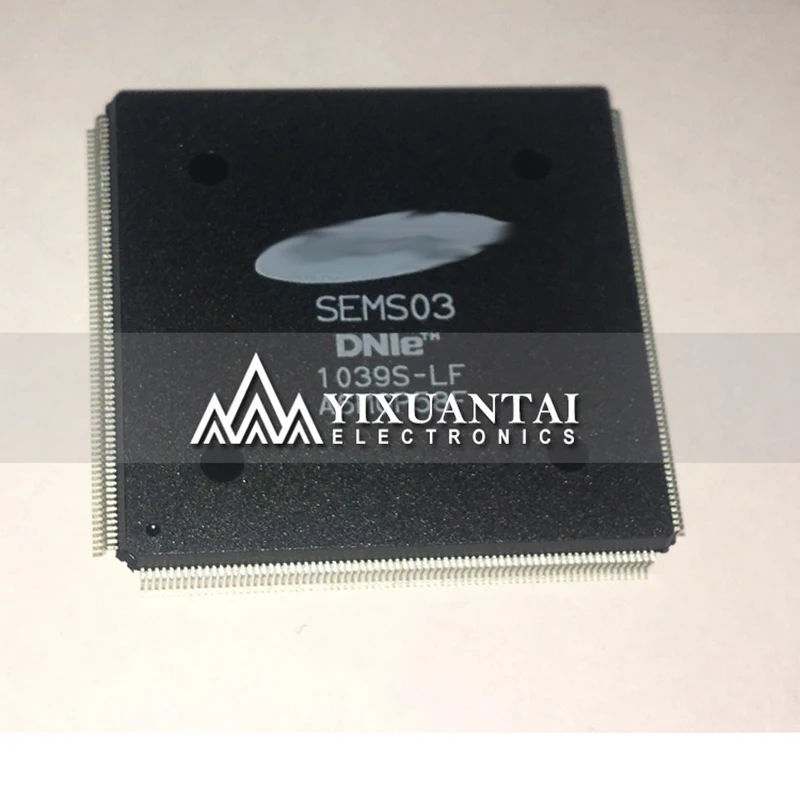 SEMS03
DNIe™
1039S-LF
YIXUANTAI
ELECTRONICS